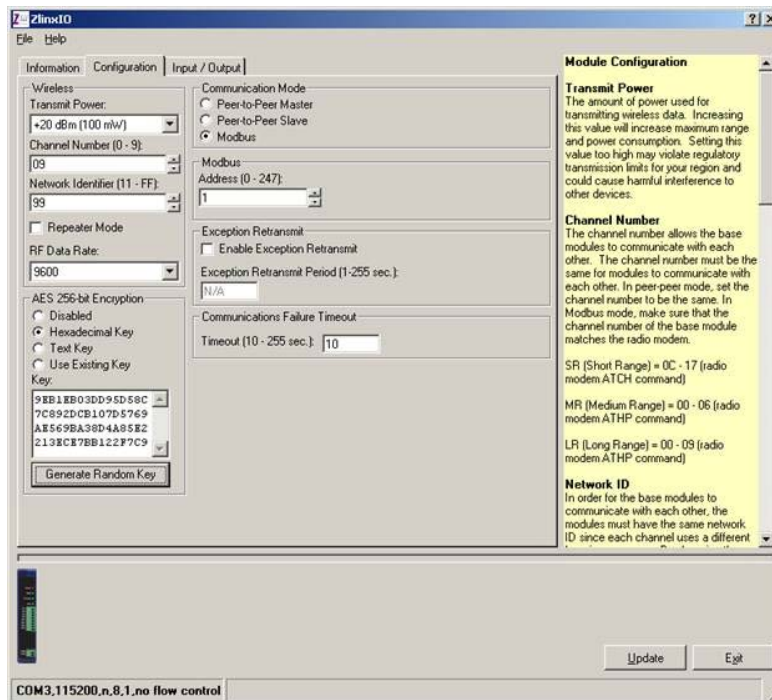 ZlinxIO
File Help
Information Configuration Input / Output
Wireless
Transmit Power:
+20 dBm (100 mW)
Channel Number (0 - 9):
09
Network Identifier (11 - FF):
99
Repeater Mode
RF Data Rate:
9600
AES 256-bit Encryption
Disabled
Hexadecimal Key
Text Key
Use Existing Key
Key:
9EB1EB03DD95D58C
7C892DCB107D5769
AE569BA38D4A85E2
213ECE7BB122F7C9
Generate Random Key
Communication Mode
Peer-to-Peer Master
Peer-to-Peer Slave
Modbus
Modbus
Address (0 - 247):
1
Exception Retransmit
Enable Exception Retransmit
Exception Retransmit Period (1-255 sec.):
N/A
Communications Failure Timeout
Timeout (10 - 255 sec.): 10
Module Configuration
Transmit Power
The amount of power used for
transmitting wireless data. Increasing
this value will increase maximum range
and power consumption. Setting this
value too high may violate regulatory
transmission limits for your region and
could cause harmful interference to
other devices.
Channel Number
The channel number allows the base
modules to communicate with each
other. The channel number must be the
same for modules to communicate with
each other. In peer-peer mode, set the
channel number to be the same. In
Modbus mode, make sure that the
channel number of the base module
matches the radio modem.
SR (Short Range) = 0C - 17 (radio
modem ATCH command)
MR (Medium Range) = 00 - 06 (radio
modem ATHP command)
LR (Long Range) = 00 - 09 (radio
modem ATHP command)
Network ID
In order for the base modules to
communicate with each other, the
modules must have the same network
ID since each channel uses a different
Update Exit
COM3,115200,n,8,1,no flow control